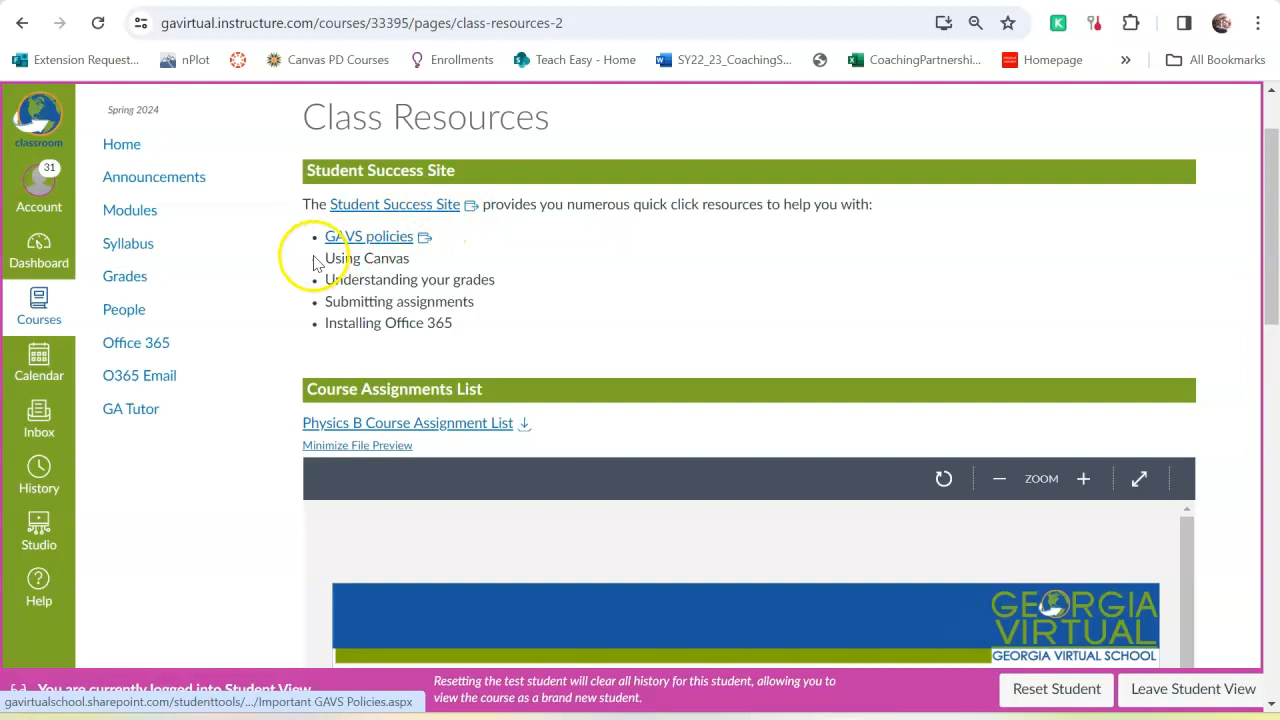 gavirtual.instructure.com/courses/33395/pages/class-resources-2
Extension Request...
nPlot
Canvas PD Courses
Enrollments
Teach Easy - Home
SY22_23_CoachingS...
CoachingPartnershi...
Homepage
»
All Bookmarks
classroom
31
Account
Dashboard
Courses
Calendar
Inbox
History
Studio
Help
Spring 2024
Home
Announcements
Modules
Syllabus
Grades
People
Office 365
O365 Email
GA Tutor
Class Resources
Student Success Site
The Student Success Site provides you numerous quick click resources to help you with:
• GAVS policies
• Using Canvas
• Understanding your grades
• Submitting assignments
• Installing Office 365
Course Assignments List
Physics B Course Assignment List
Minimize File Preview
ZOOM
GEORGIA
VIRTUAL
GEORGIA VIRTUAL SCHOOL
You are currently logged into Student View
Resetting the test student will clear all history for this student, allowing you to
view the course as a brand new student.
Reset Student
Leave Student View
gavirtualschool.sharepoint.com/studenttools/.../Important GAVS Policies.aspx